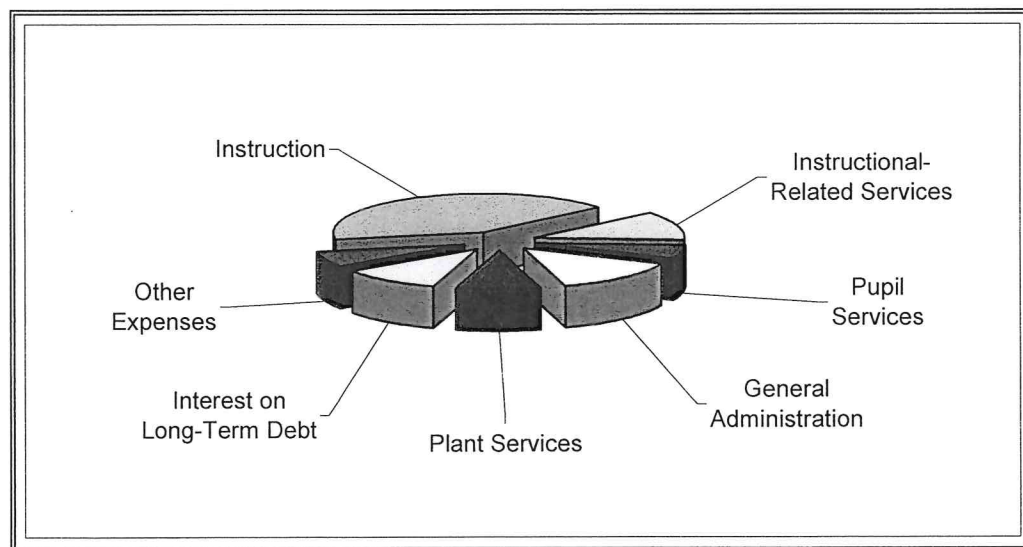 Instruction
Instructional-
Related Services
Other
Expenses
Pupil
Services
Interest on
Long-Term Debt
General
Administration
Plant Services